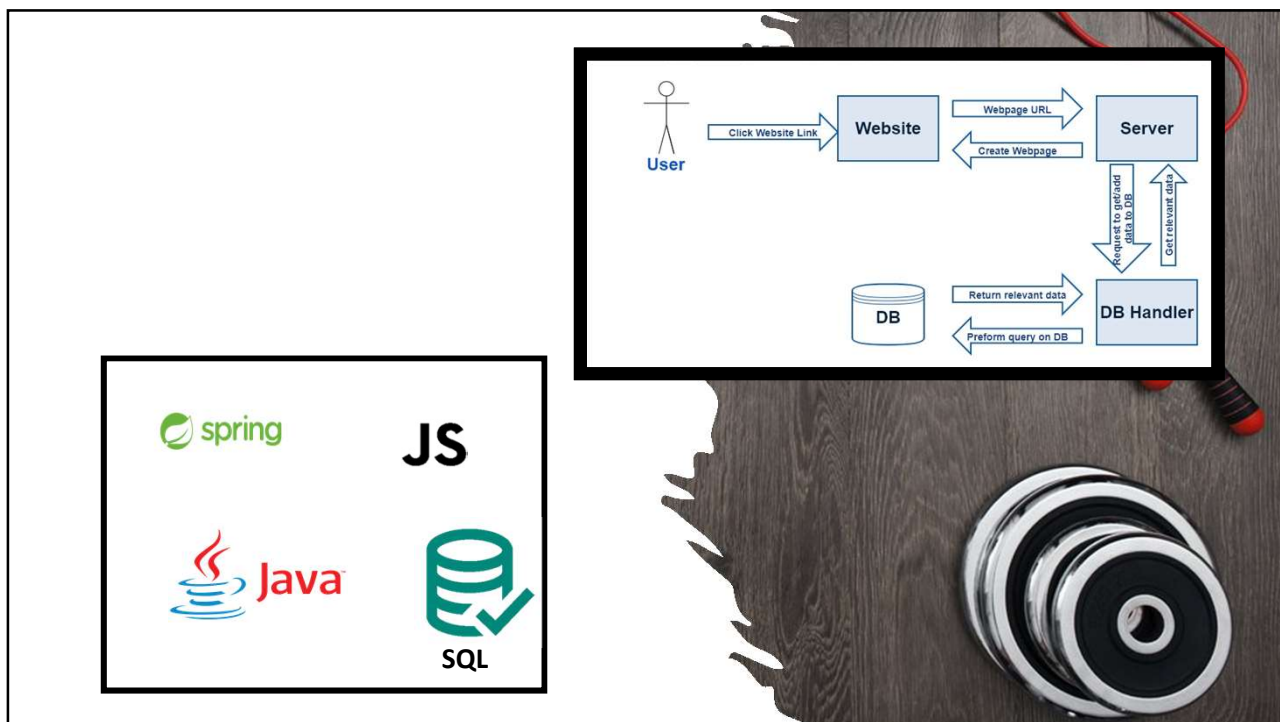 Click Website Link
User
Website
Webpage URL
Create Webpage
Server
Request to get/add
data to DB
Get relevant data
DB
Return relevant data
Preform query on DB
DB Handler
spring
JS
Java
SQL